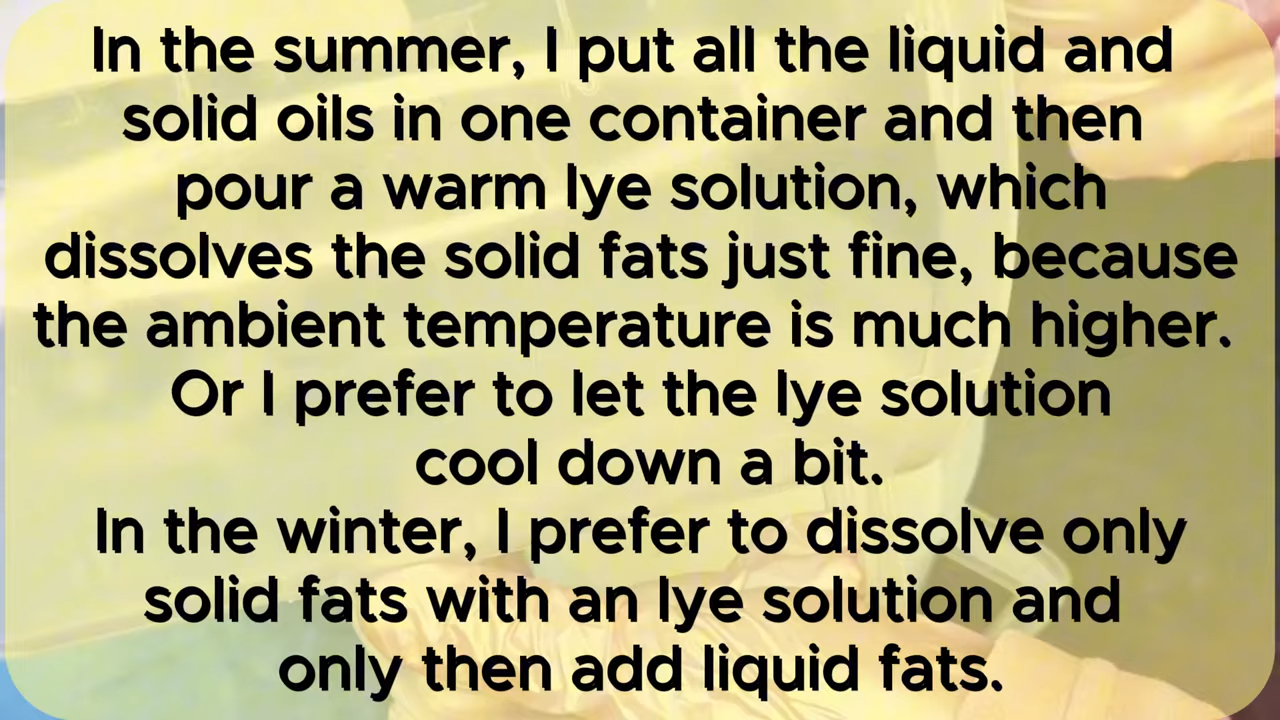 In the summer, I put all the liquid and
solid oils in one container and then
pour a warm lye solution, which
dissolves the solid fats just fine, because
the ambient temperature is much higher.
Or I prefer to let the lye solution
cool down a bit.
In the winter, I prefer to dissolve only
solid fats with an lye solution and
only then add liquid fats.